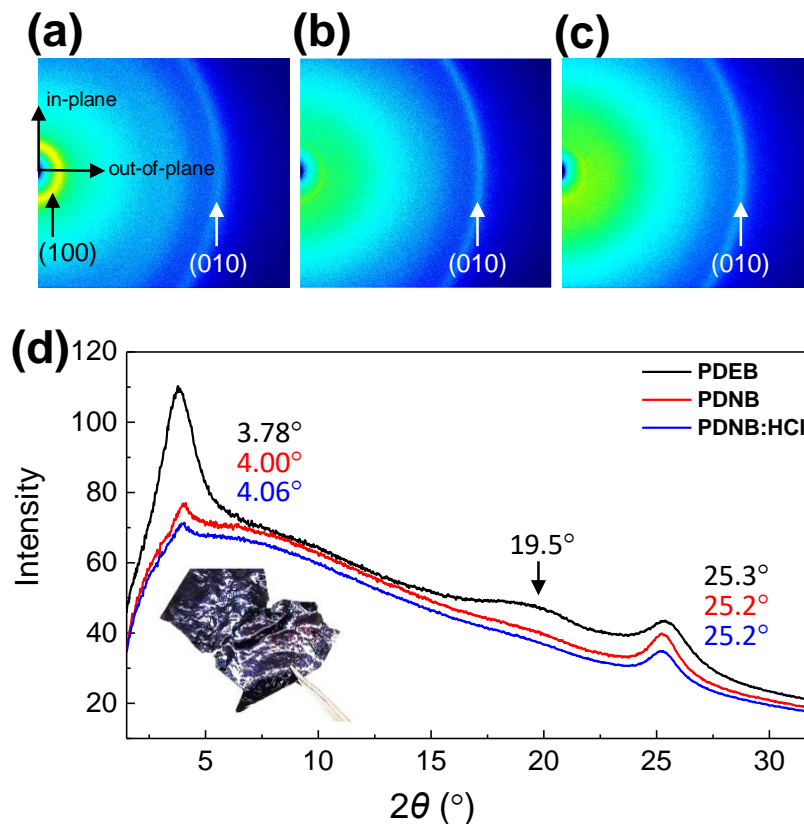 (a)
(b)
(c)
in-plane
out-of-plane
(100)
(010)
(010)
(010)
(d)
120
100
80
60
40
20
Intensity
PDEB
PDNB
PDNB:HCl
3.78°
4.00°
4.06°
19.5°
25.3°
25.2°
25.2°
5
10
15
20
25
30
2θ (°)